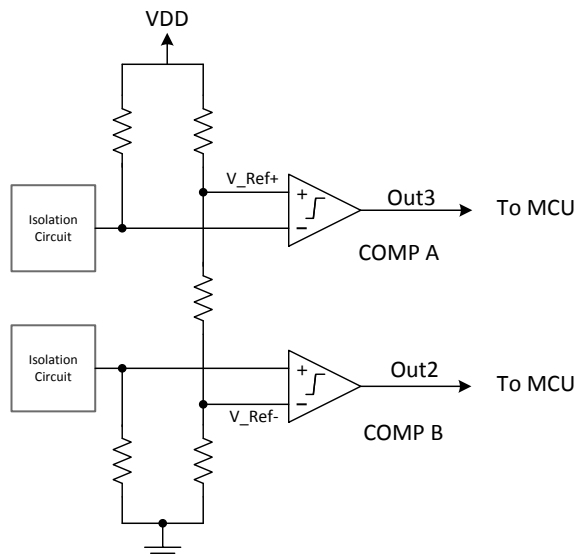 VDD
V_Ref+
+
−
Out3
To MCU
Isolation
Circuit
COMP A
Isolation
Circuit
+
−
Out2
To MCU
V_Ref-
COMP B